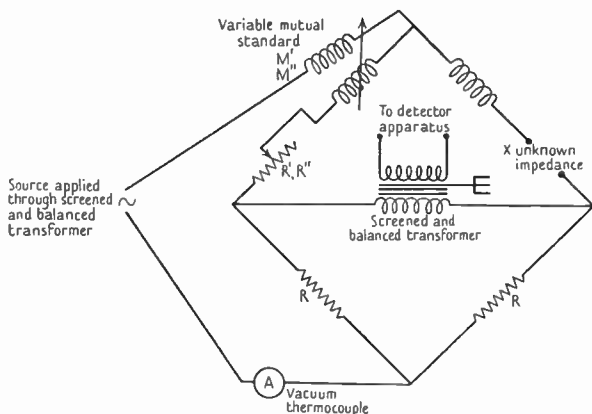 Variable mutual
standard
M'
M"
To detector
apparatus
X unknown
impedance
R', R"
Source applied
through screened
and balanced
transformer
Screened and
balanced transformer
R
R
A
Vacuum
thermocouple